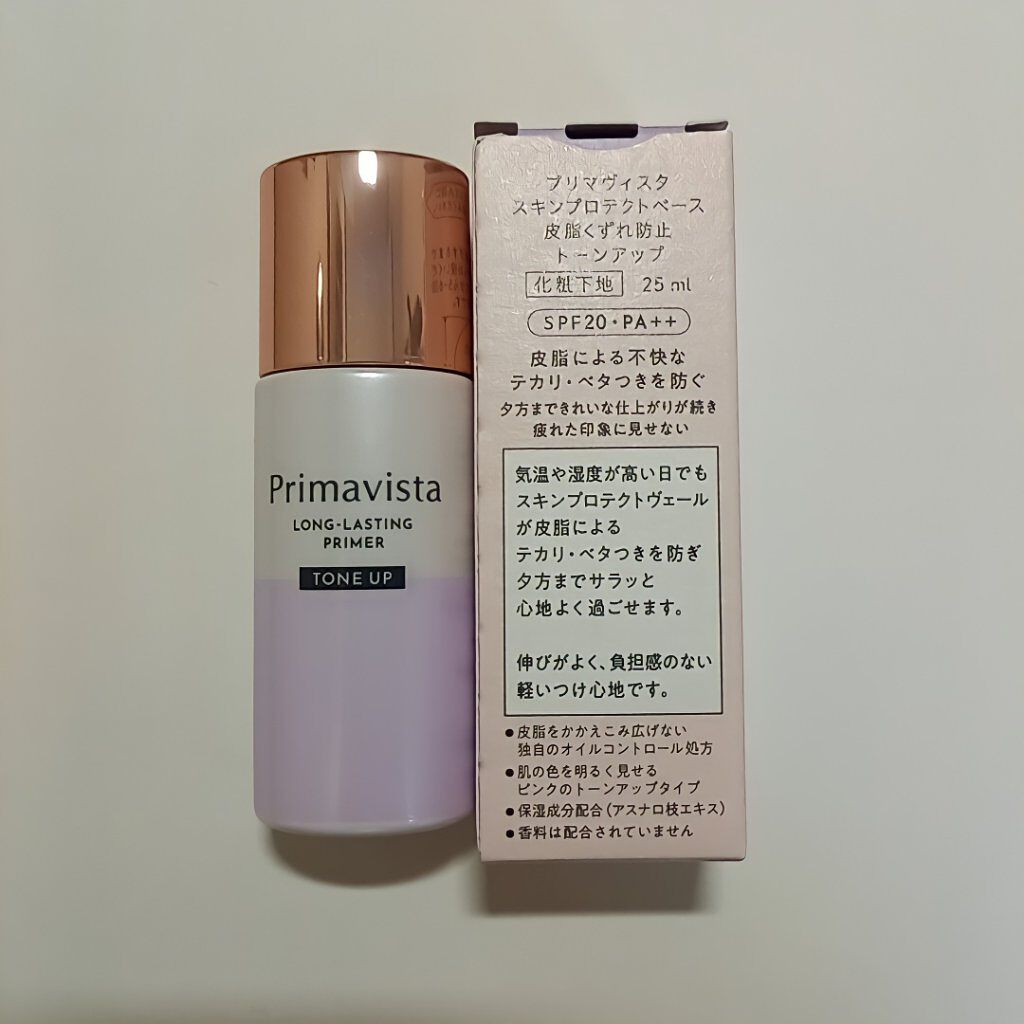 Primavista
LONG-LASTING
PRIMER
TONE UP
プリマヴィスタ
スキンプロテクトベース
皮脂くずれ防止
トーンアップ
化粧下地 25 ml
SPF20・PA++
皮脂による不快な
テカリ・ベタつきを防ぐ
夕方まできれいな仕上がりが続き
疲れた印象に見せない
気温や湿度が高い日でも
スキンプロテクトヴェール
が皮脂による
テカリ・ベタつきを防ぎ
夕方までサラッと
心地よく過ごせます。
伸びがよく、負担感のない
軽いつけ心地です。
●皮脂をかかえこみ広げない
独自のオイルコントロール処方
●肌の色を明るく見せる
ピンクのトーンアップタイプ
●保湿成分配合(アスナロ枝エキス)
●香料は配合されていません